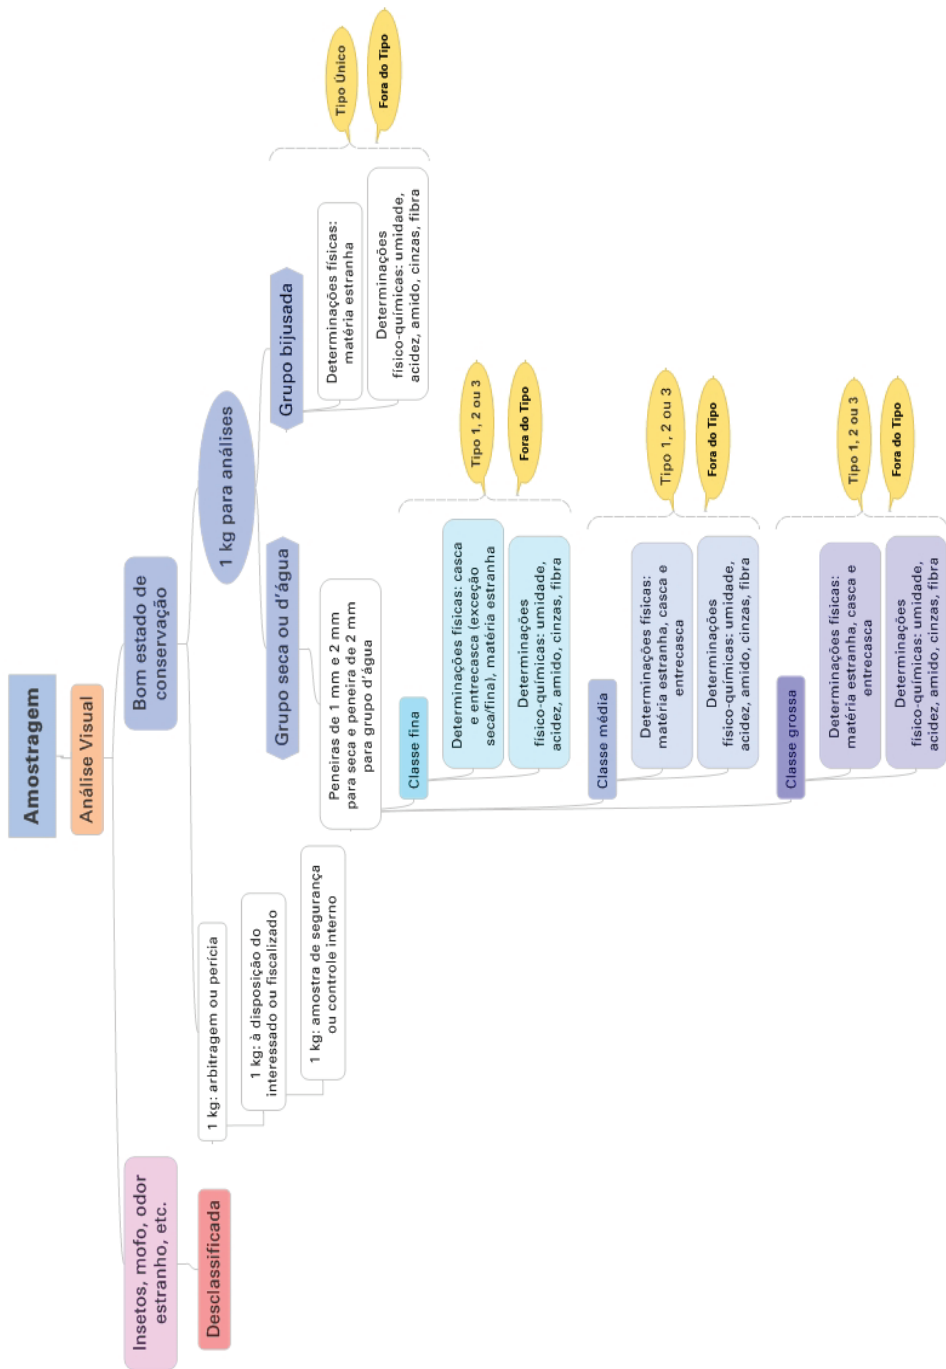 Amostragem
Análise Visual
Insetos, mofo, odor
estranho, etc.
Desclassificada
Bom estado de
conservação
1 kg: arbitragem ou perícia
1 kg: à disposição do
interessado ou fiscalizado
1 kg: amostra de segurança
ou controle interno
1 kg para análises
Grupo seca ou d’água
Peneiras de 1 mm e 2 mm
para seca e peneira de 2 mm
para grupo d’água
Classe fina
Determinações físicas: casca
e entrecasca (exceção
seca/fina), matéria estranha
Determinações
físico-químicas: umidade,
acidez, amido, cinzas, fibra
Tipo 1, 2 ou 3
Fora do Tipo
Classe média
Determinações físicas:
matéria estranha, casca e
entrecasca
Determinações
físico-químicas: umidade,
acidez, amido, cinzas, fibra
Tipo 1, 2 ou 3
Fora do Tipo
Classe grossa
Determinações físicas:
matéria estranha, casca e
entrecasca
Determinações
físico-químicas: umidade,
acidez, amido, cinzas, fibra
Tipo 1, 2 ou 3
Fora do Tipo
Grupo bijusada
Determinações físicas:
matéria estranha
Determinações
físico-químicas: umidade,
acidez, amido, cinzas, fibra
Tipo Único
Fora do Tipo